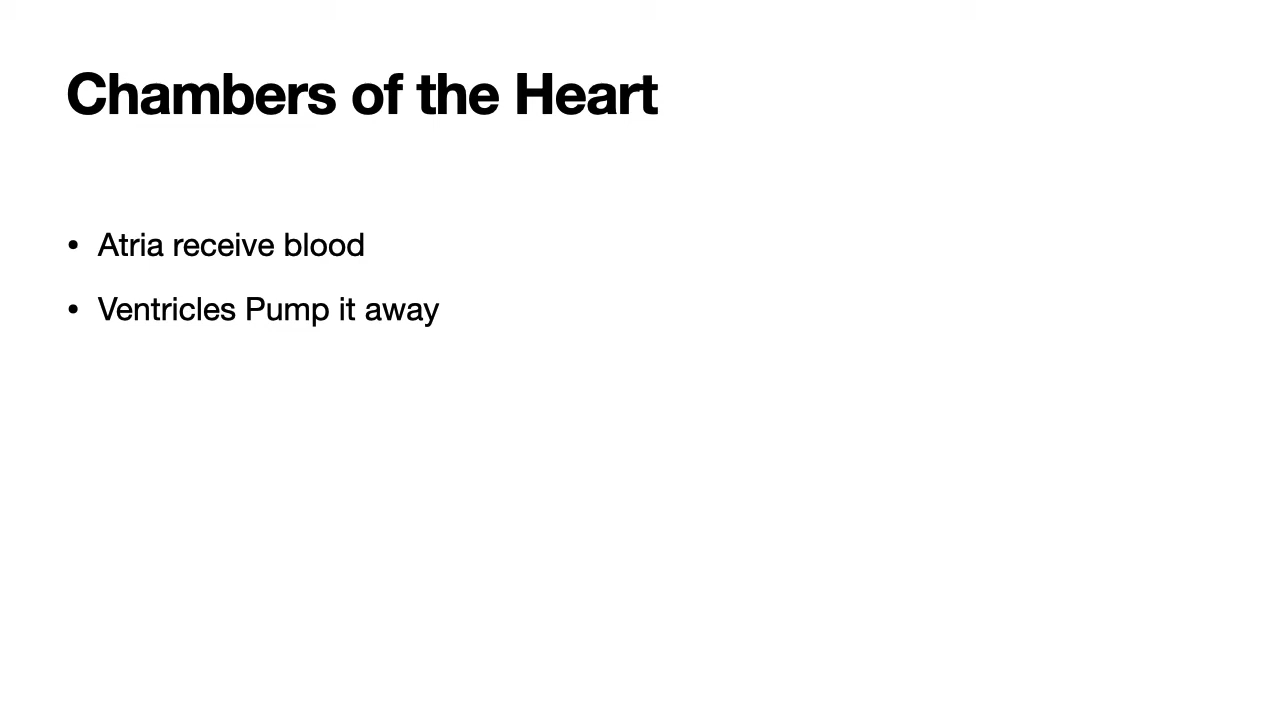 Chambers of the Heart
• Atria receive blood
• Ventricles Pump it away